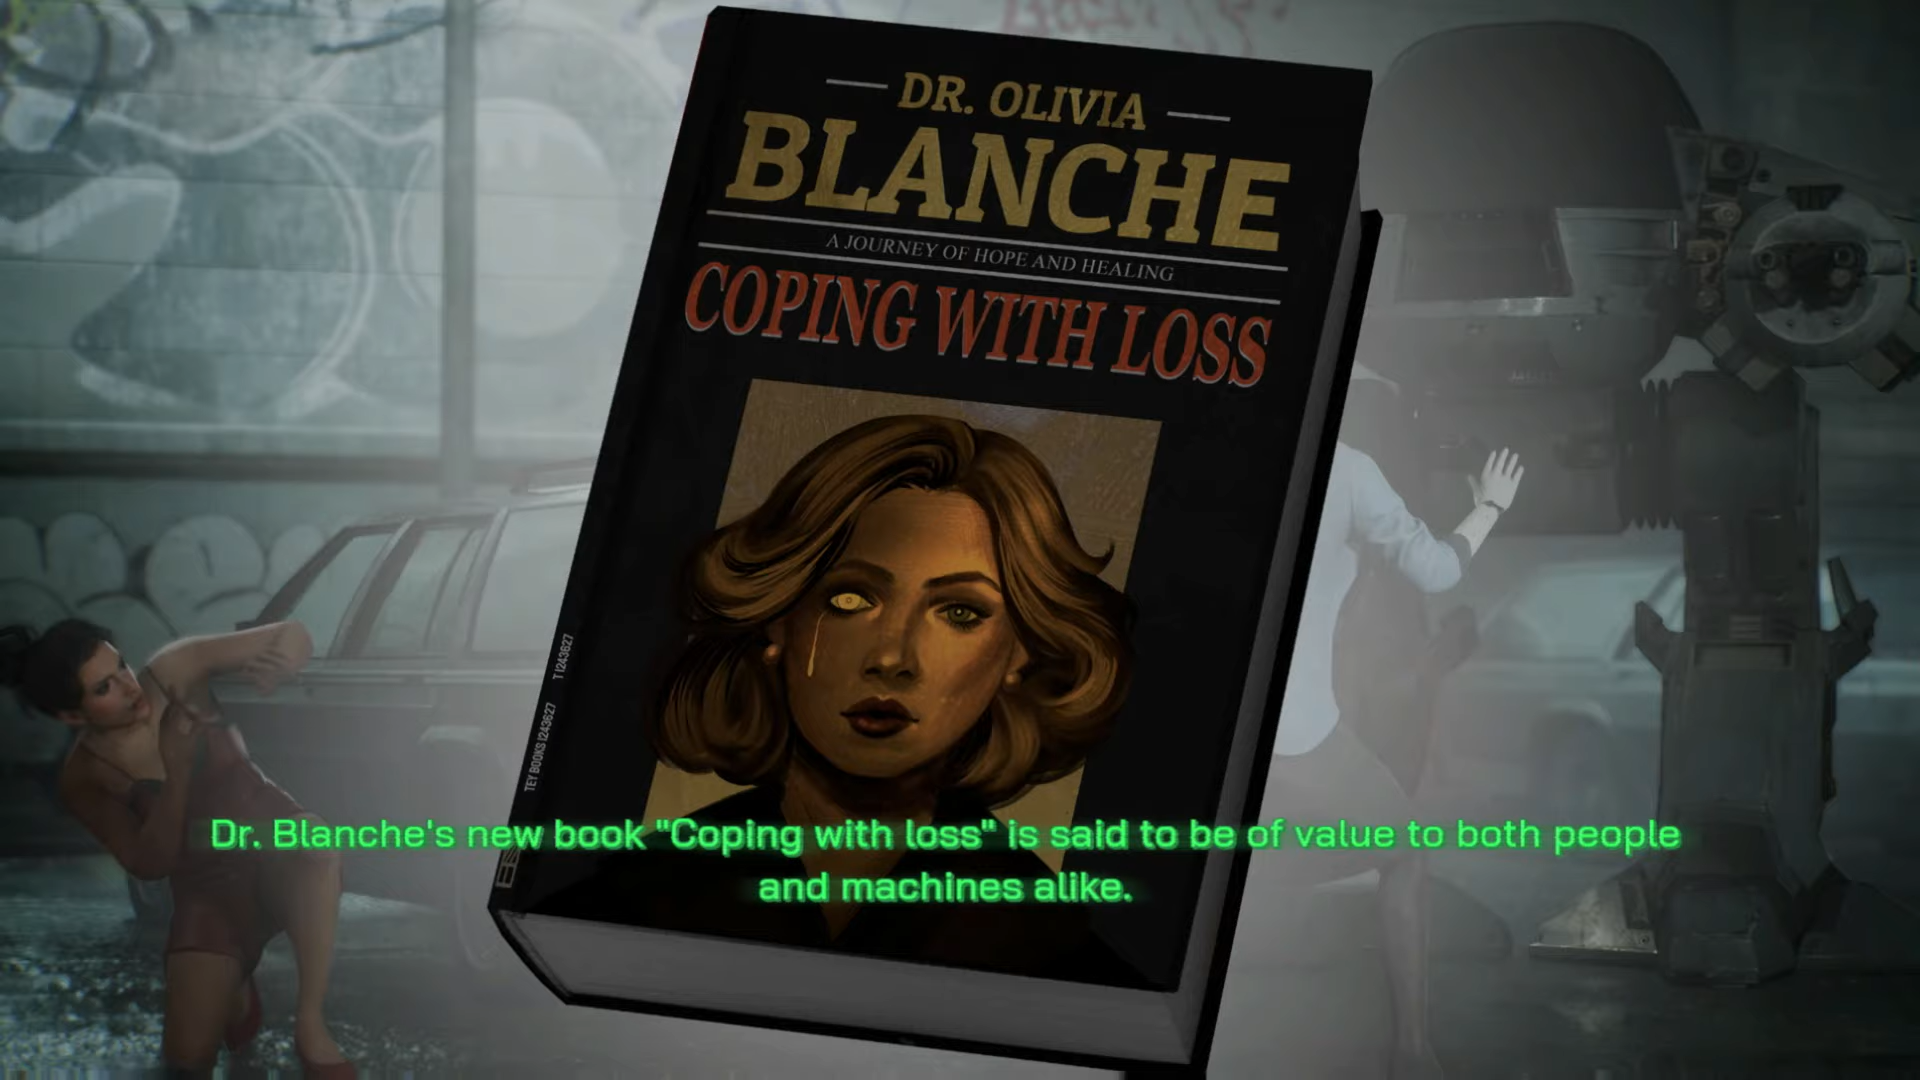 DR. OLIVIA
BLANCHE
A JOURNEY OF HOPE AND HEALING
COPING WITH LOSS
T 1243627
TEY BOOKS 1243627
Dr. Blanche's new book "Coping with loss" is said to be of value to both people
and machines alike.